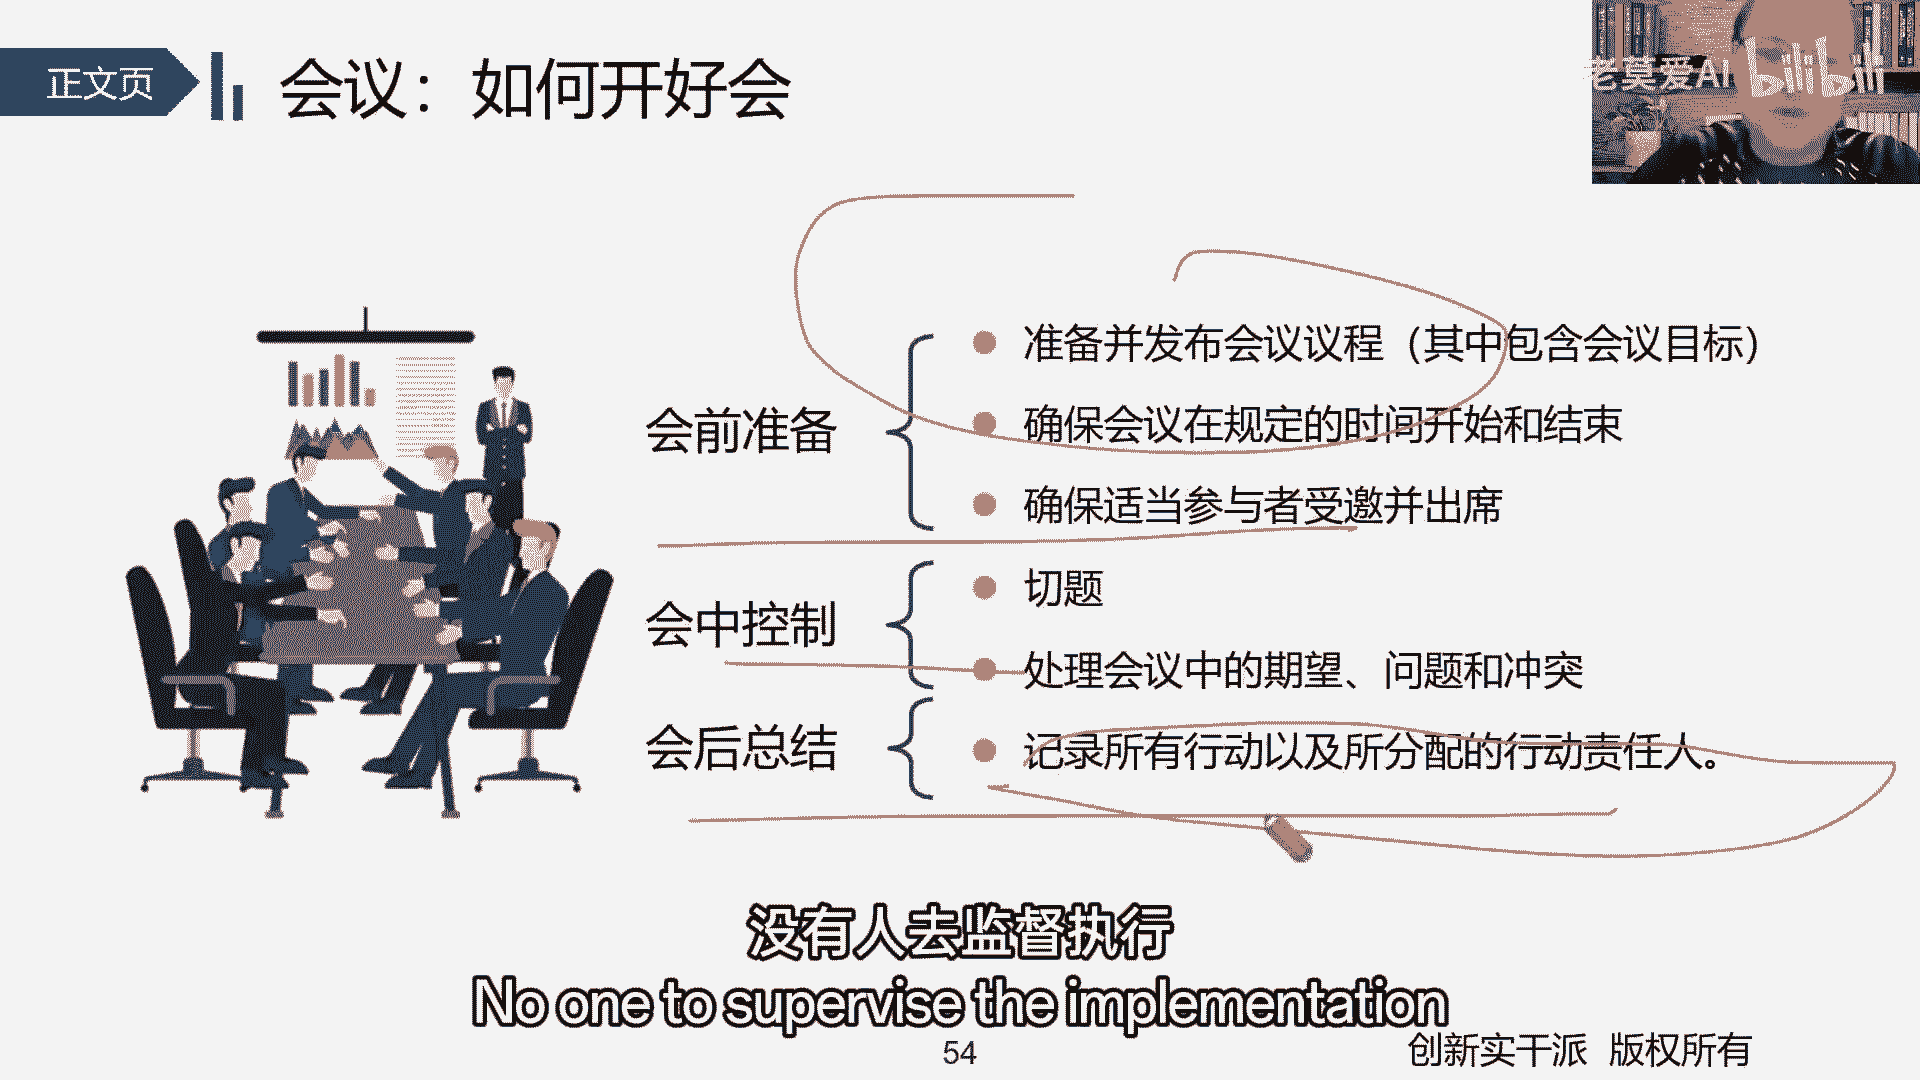 正文页
会议：如何开好会
老莫爱AI bilibili
会前准备
准备并发布会议议程（其中包含会议目标）
确保会议在规定的时间开始和结束
确保适当参与者受邀并出席
会中控制
切题
处理会议中的期望、问题和冲突
会后总结
记录所有行动以及所分配的行动责任人。
没有人去监督执行
No one to supervise the implementation
54
创新实干派 版权所有